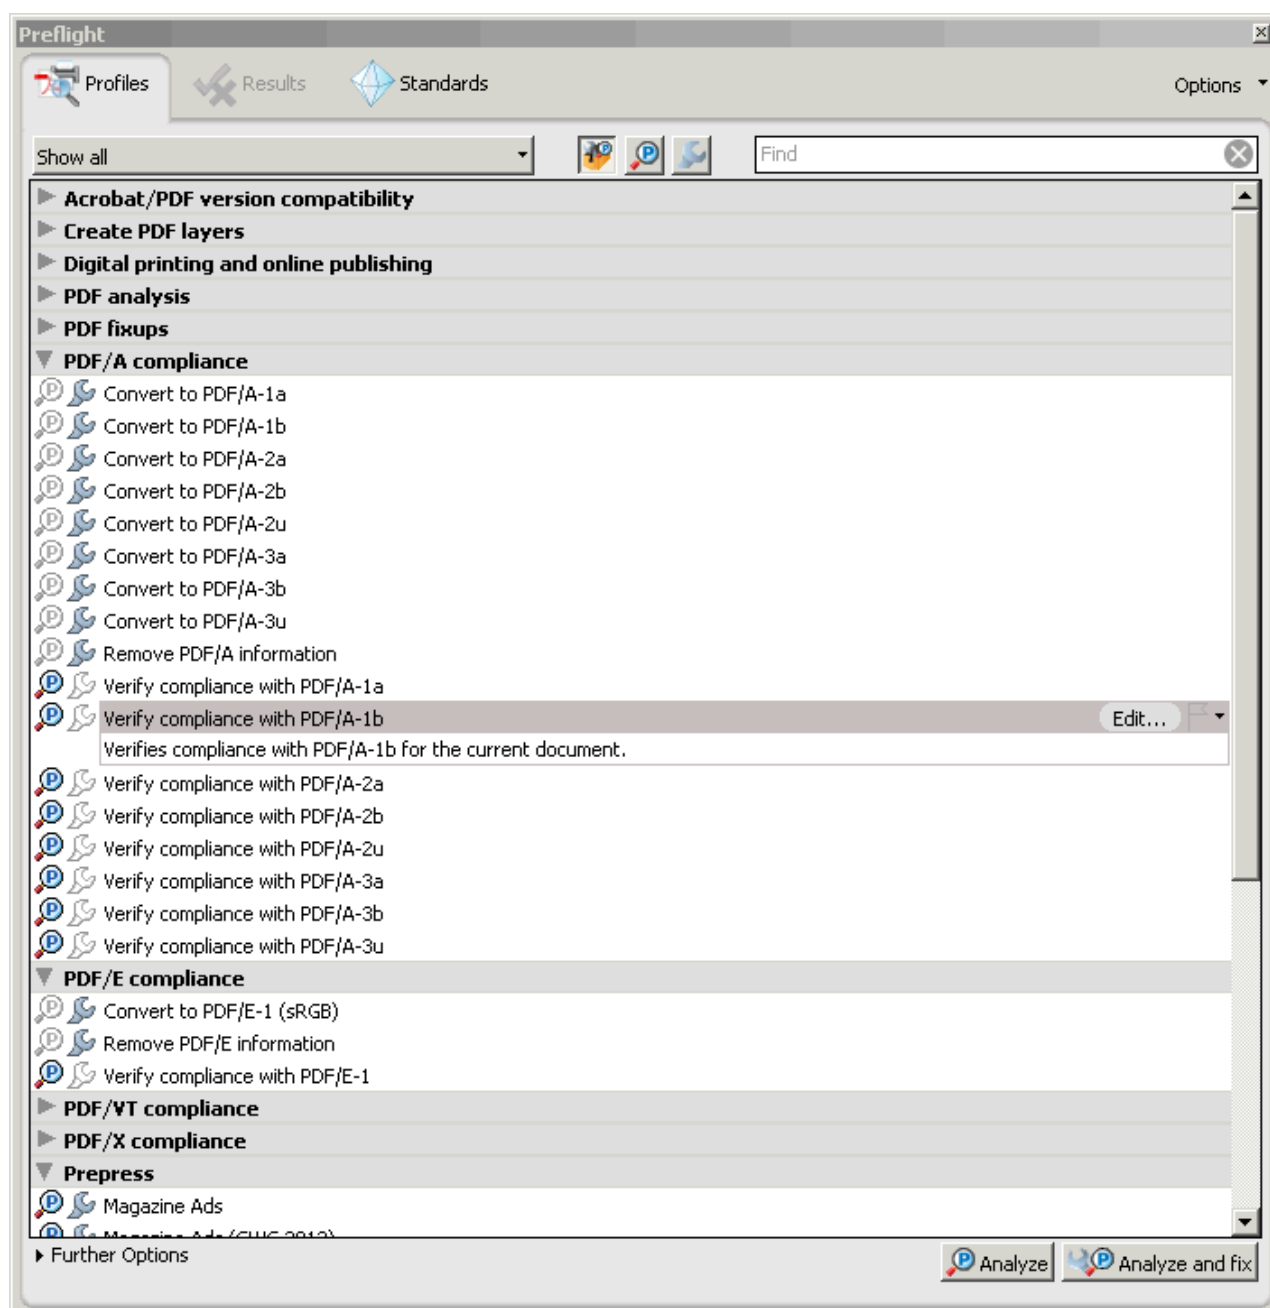 Preflight
Profiles Results Standards Options
Show all Find
Acrobat/PDF version compatibility
Create PDF layers
Digital printing and online publishing
PDF analysis
PDF fixups
PDF/A compliance
Convert to PDF/A-1a
Convert to PDF/A-1b
Convert to PDF/A-2a
Convert to PDF/A-2b
Convert to PDF/A-2u
Convert to PDF/A-3a
Convert to PDF/A-3b
Convert to PDF/A-3u
Remove PDF/A information
Verify compliance with PDF/A-1a
Verify compliance with PDF/A-1b Edit...
Verifies compliance with PDF/A-1b for the current document.
Verify compliance with PDF/A-2a
Verify compliance with PDF/A-2b
Verify compliance with PDF/A-2u
Verify compliance with PDF/A-3a
Verify compliance with PDF/A-3b
Verify compliance with PDF/A-3u
PDF/E compliance
Convert to PDF/E-1 (sRGB)
Remove PDF/E information
Verify compliance with PDF/E-1
PDF/VT compliance
PDF/X compliance
Prepress
Magazine Ads
Magazine Ads (GWG 2012)
Further Options Analyze Analyze and fix